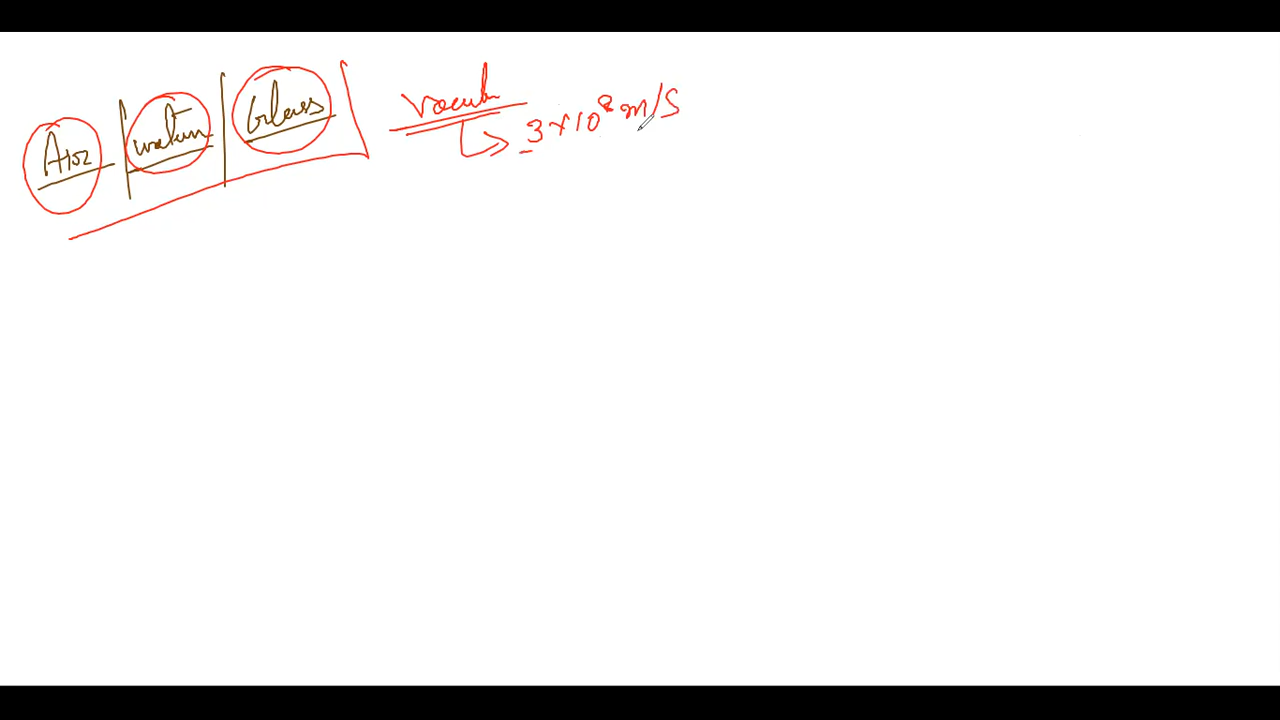 Air | water | Glass | Vacuum
→ 3 × 10⁸ m/s